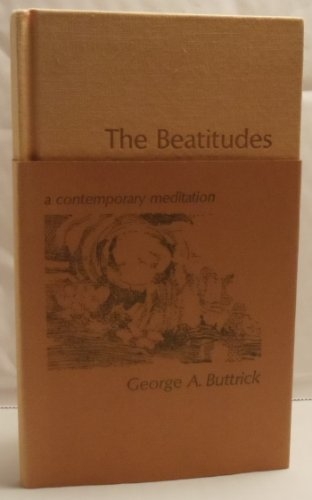 The Beatitudes
a contemporary meditation
George A. Buttrick